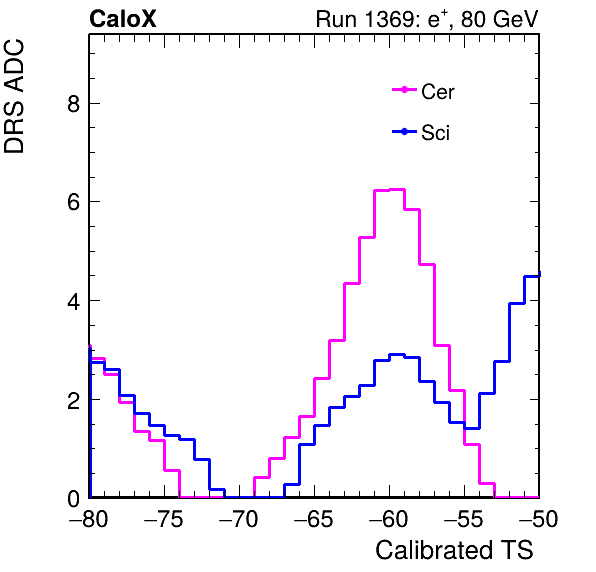 CaloX Run 1369: e⁺, 80 GeV
DRS ADC
Cer
Sci
8
6
4
2
0
−80 −75 −70 −65 −60 −55 −50
Calibrated TS